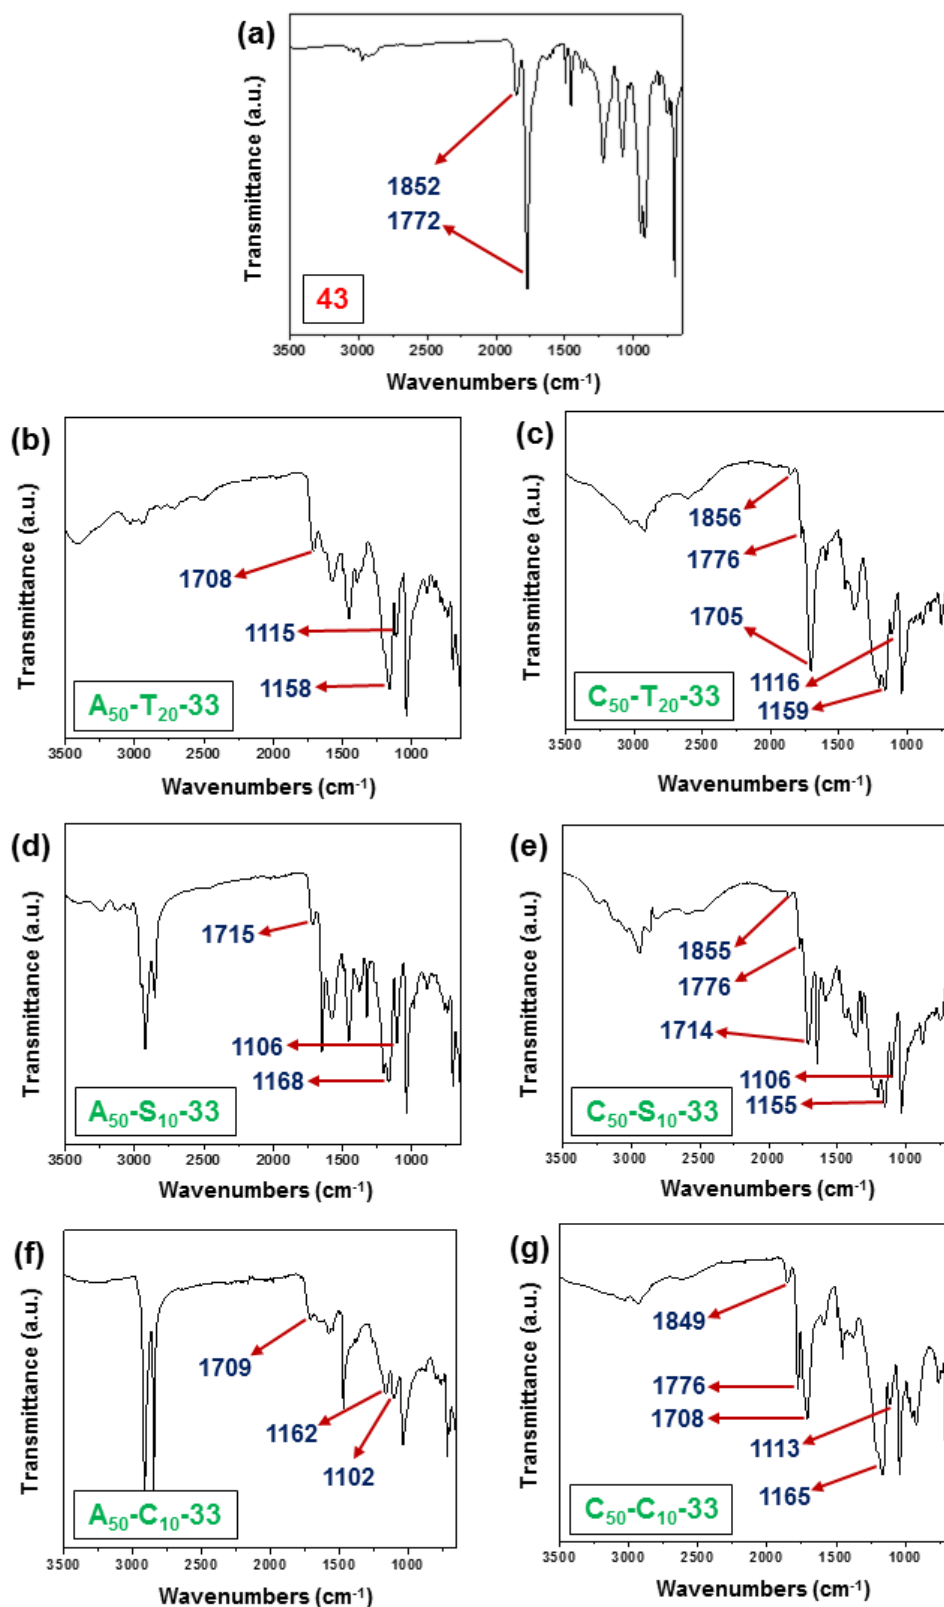 (a)
Transmittance (a.u.)
1852
1772
43
3500 3000 2500 2000 1500 1000
Wavenumbers (cm⁻¹)
(b)
Transmittance (a.u.)
1708
1115
1158
A₅₀-T₂₀-33
3500 3000 2500 2000 1500 1000
Wavenumbers (cm⁻¹)
(c)
Transmittance (a.u.)
1856
1776
1705
1116
1159
C₅₀-T₂₀-33
3500 3000 2500 2000 1500 1000
Wavenumbers (cm⁻¹)
(d)
Transmittance (a.u.)
1715
1106
1168
A₅₀-S₁₀-33
3500 3000 2500 2000 1500 1000
Wavenumbers (cm⁻¹)
(e)
Transmittance (a.u.)
1855
1776
1714
1106
1155
C₅₀-S₁₀-33
3500 3000 2500 2000 1500 1000
Wavenumbers (cm⁻¹)
(f)
Transmittance (a.u.)
1709
1162
1102
A₅₀-C₁₀-33
3500 3000 2500 2000 1500 1000
Wavenumbers (cm⁻¹)
(g)
Transmittance (a.u.)
1849
1776
1708
1113
1165
C₅₀-C₁₀-33
3500 3000 2500 2000 1500 1000
Wavenumbers (cm⁻¹)